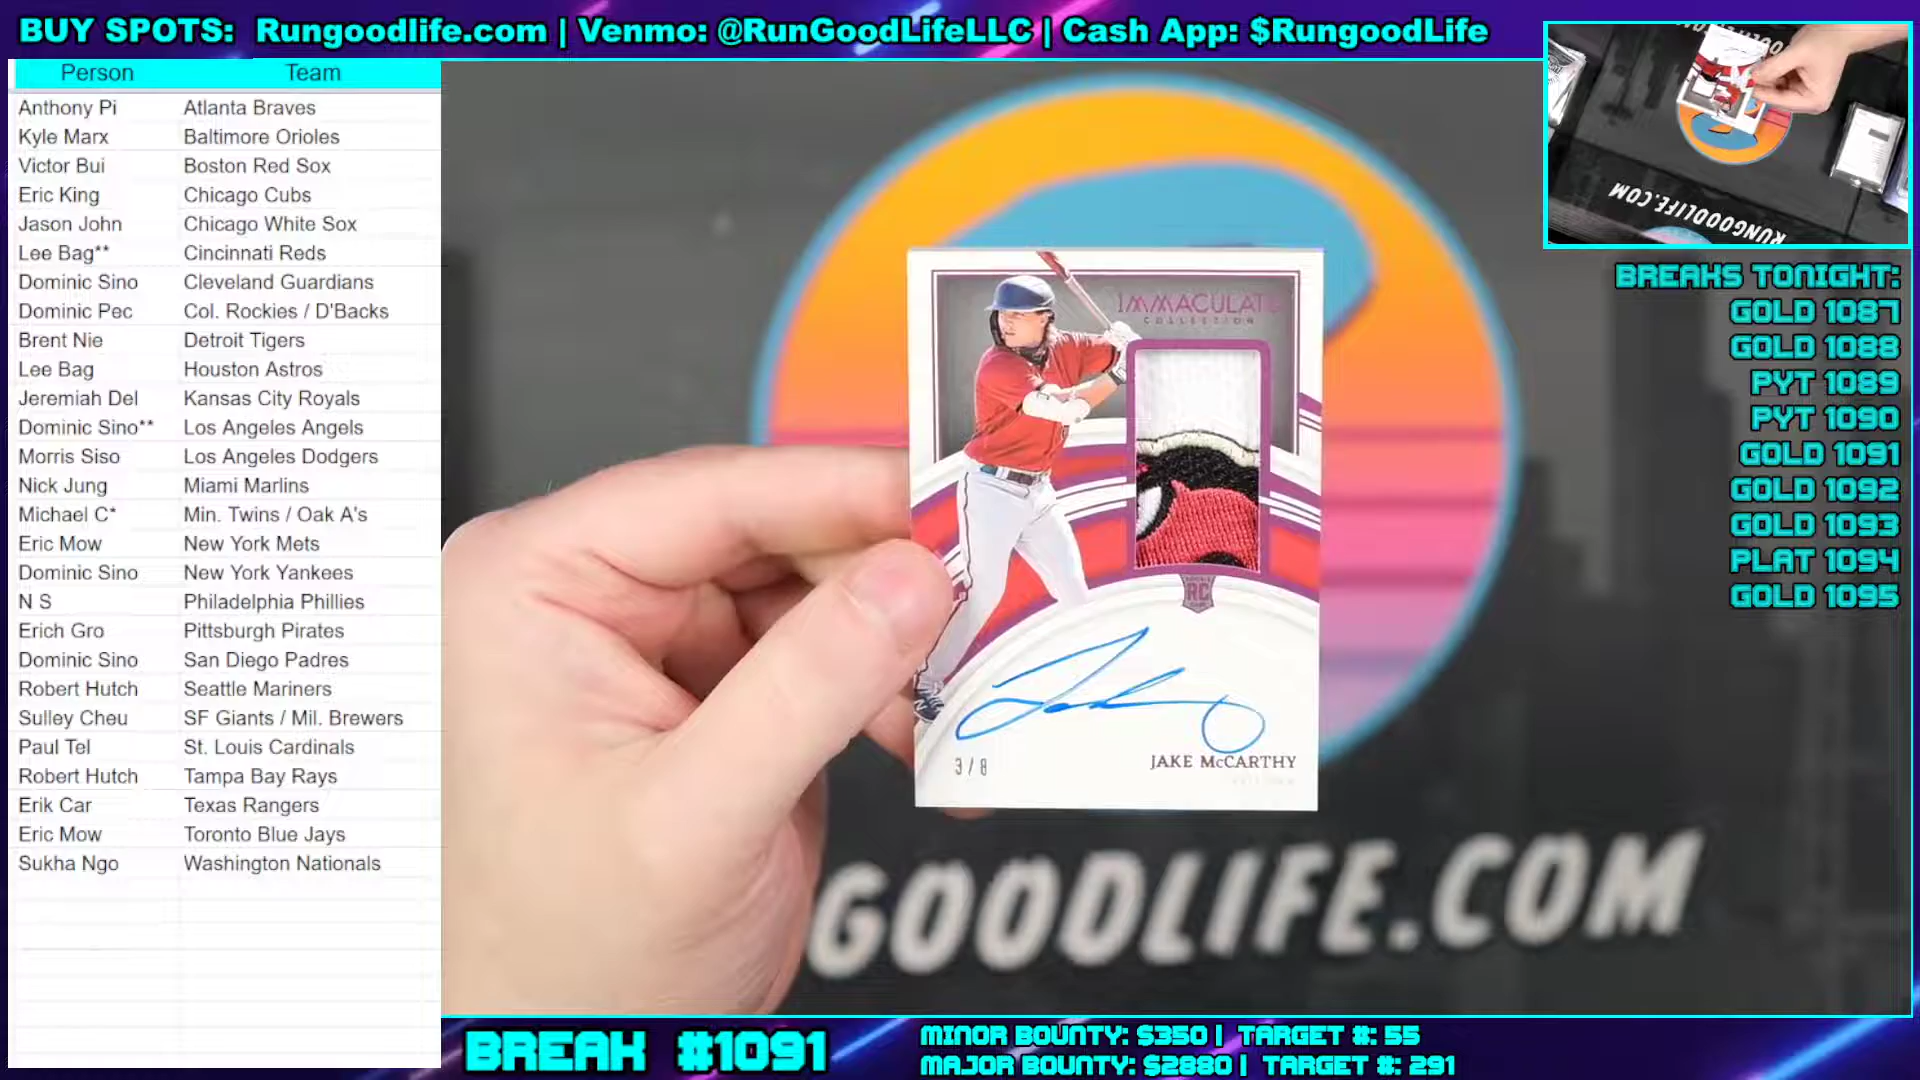 BUY SPOTS: Rungoodlife.com | Venmo: @RunGoodLifeLLC | Cash App: $RungoodLife
Person Team
Anthony Pi Atlanta Braves
Kyle Marx Baltimore Orioles
Victor Bui Boston Red Sox
Eric King Chicago Cubs
Jason John Chicago White Sox
Lee Bag** Cincinnati Reds
Dominic Sino Cleveland Guardians
Dominic Pec Col. Rockies / D'Backs
Brent Nie Detroit Tigers
Lee Bag Houston Astros
Jeremiah Del Kansas City Royals
Dominic Sino** Los Angeles Angels
Morris Siso Los Angeles Dodgers
Nick Jung Miami Marlins
Michael C* Min. Twins / Oak A's
Eric Mow New York Mets
Dominic Sino New York Yankees
N S Philadelphia Phillies
Erich Gro Pittsburgh Pirates
Dominic Sino San Diego Padres
Robert Hutch Seattle Mariners
Sulley Cheu SF Giants / Mil. Brewers
Paul Tel St. Louis Cardinals
Robert Hutch Tampa Bay Rays
Erik Car Texas Rangers
Eric Mow Toronto Blue Jays
Sukha Ngo Washington Nationals
IMMACULATE
COLLECTION
RC
3/8
JAKE McCARTHY
GOODLIFE.COM
RUNGOODLIFE.COM
BREAKS TONIGHT:
GOLD 1087
GOLD 1088
PYT 1089
PYT 1090
GOLD 1091
GOLD 1092
GOLD 1093
PLAT 1094
GOLD 1095
BREAK #1091
MINOR BOUNTY: $350 | TARGET #: 55
MAJOR BOUNTY: $2880 | TARGET #: 291